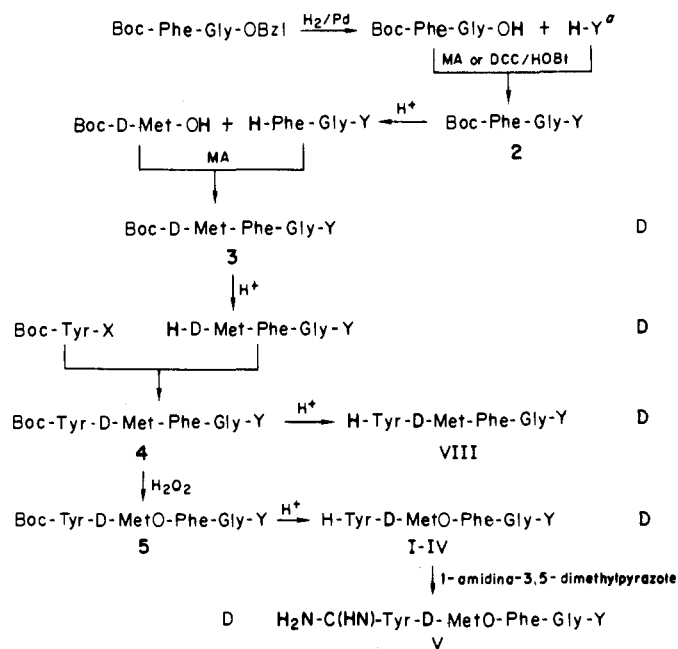 Boc-Phe-Gly-OBzl H2/Pd Boc-Phe-Gly-OH + H-Y^a
MA or DCC/HOBt
Boc-D-Met-OH + H-Phe-Gly-Y H+ Boc-Phe-Gly-Y
2
MA
Boc-D-Met-Phe-Gly-Y D
3
H+
Boc-Tyr-X H-D-Met-Phe-Gly-Y D
Boc-Tyr-D-Met-Phe-Gly-Y H+ H-Tyr-D-Met-Phe-Gly-Y D
4 VIII
H2O2
Boc-Tyr-D-MetO-Phe-Gly-Y H+ H-Tyr-D-MetO-Phe-Gly-Y D
5 I-IV
1-amidina-3,5-dimethylpyrazote
D H2N-C(HN)-Tyr-D-MetO-Phe-Gly-Y
V